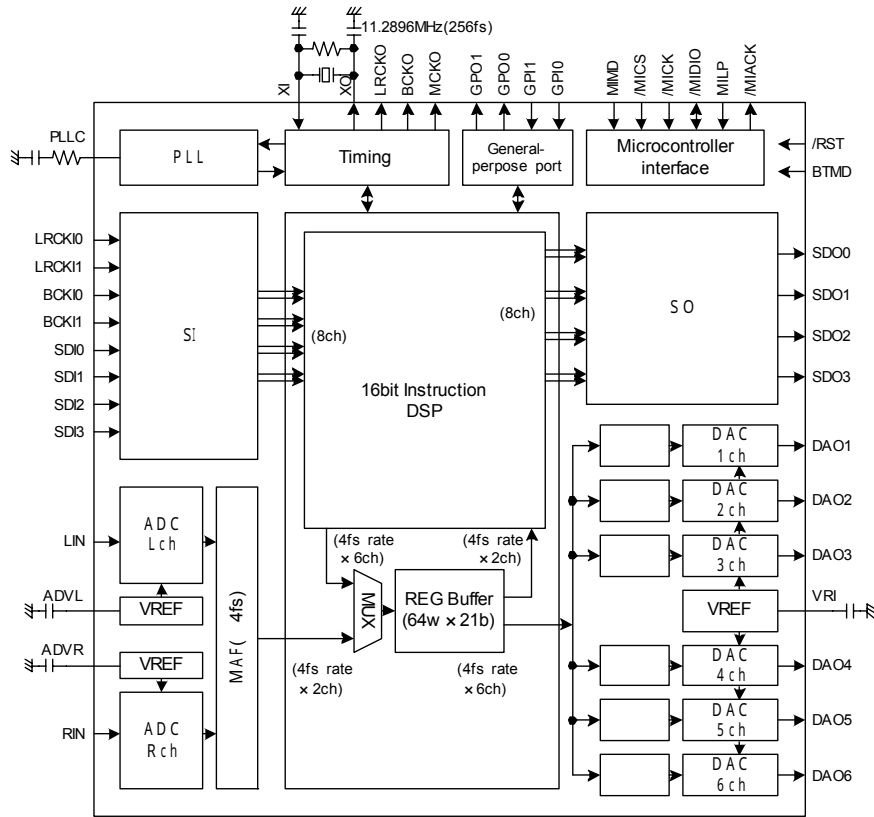 11.2896MHz(256fs)
XI
XO
LRCKO
BCKO
MCKO
GPO1
GPO0
GPI1
GPI0
MIMD
/MICS
/MICK
/MIDIO
MILP
/MIACK
PLLC
PLL
Timing
General-
perpose port
Microcontroller
interface
/RST
BTMD
LRCKI0
LRCKI1
BCKI0
BCKI1
SDI0
SDI1
SDI2
SDI3
SI
(8ch)
16bit Instruction
DSP
(8ch)
SO
SDO0
SDO1
SDO2
SDO3
LIN
ADC
Lch
ADVL
VREF
ADVR
VREF
RIN
ADC
Rch
MAF( 4fs)
(4fs rate
× 6ch)
(4fs rate
× 2ch)
MUX
REG Buffer
(64w × 21b)
(4fs rate
× 2ch)
(4fs rate
× 6ch)
DAC
1ch
DAO1
DAC
2ch
DAO2
DAC
3ch
DAO3
VREF
VRI
DAC
4ch
DAO4
DAC
5ch
DAO5
DAC
6ch
DAO6